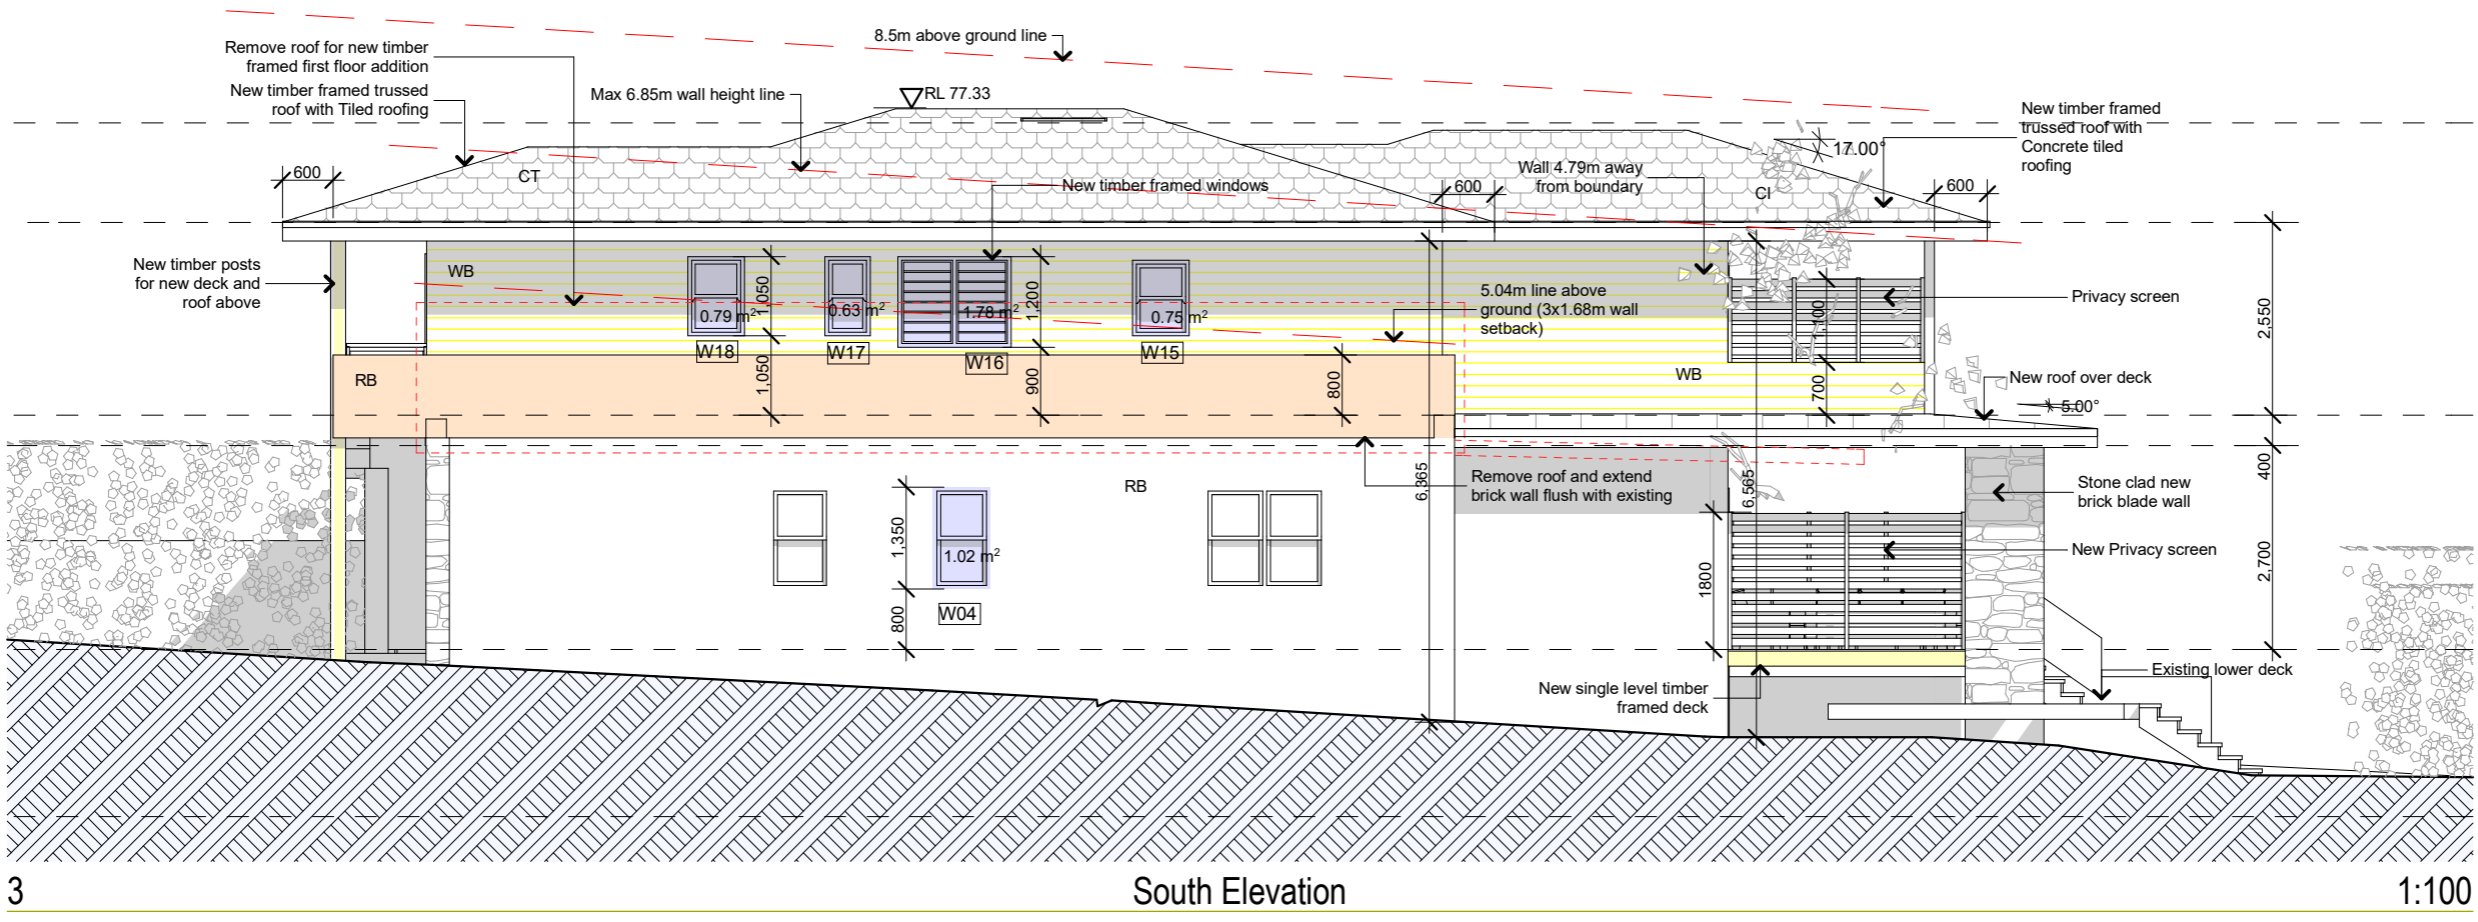 8.5m above ground line
Remove roof for new timber
framed first floor addition
New timber framed trussed
roof with Tiled roofing
Max 6.85m wall height line
RL 77.33
New timber framed
trussed roof with
Concrete tiled
roofing
17.00°
600
CT
New timber framed windows
Wall 4.79m away
from boundary
600
CI
600
New timber posts
for new deck and
roof above
WB
1,050
1,200
5.04m line above
ground (3x1.68m wall
setback)
1,100
Privacy screen
2,550
0.79 m²
0.63 m²
1.78 m²
0.75 m²
W18
W17
W16
W15
RB
1,050
900
800
WB
700
New roof over deck
5.00°
RB
6,365
Remove roof and extend
brick wall flush with existing
6,565
400
Stone clad new
brick blade wall
1,350
1.02 m²
1800
New Privacy screen
2,700
800
W04
New single level timber
framed deck
Existing lower deck
3
South Elevation
1:100